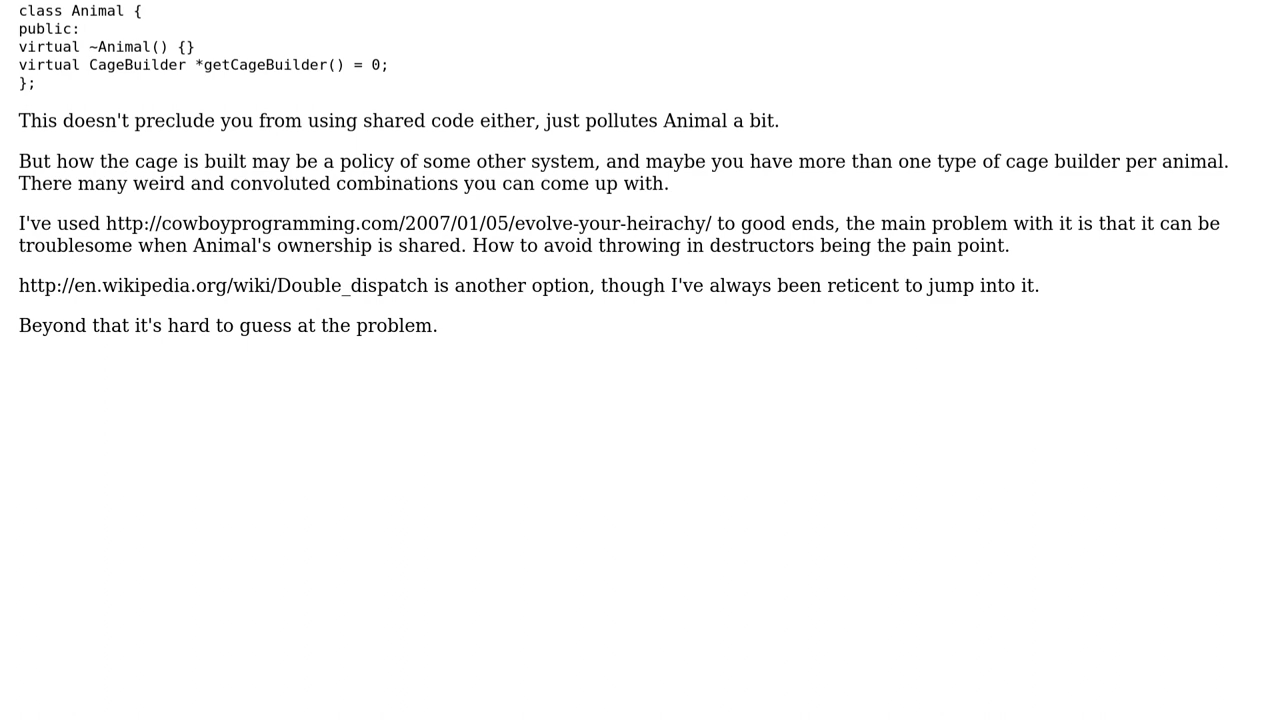 class Animal {
public:
virtual ~Animal() {}
virtual CageBuilder *getCageBuilder() = 0;
};
This doesn't preclude you from using shared code either, just pollutes Animal a bit.
But how the cage is built may be a policy of some other system, and maybe you have more than one type of cage builder per animal.
There many weird and convoluted combinations you can come up with.
I've used http://cowboyprogramming.com/2007/01/05/evolve-your-heirachy/ to good ends, the main problem with it is that it can be
troublesome when Animal's ownership is shared. How to avoid throwing in destructors being the pain point.
http://en.wikipedia.org/wiki/Double_dispatch is another option, though I've always been reticent to jump into it.
Beyond that it's hard to guess at the problem.